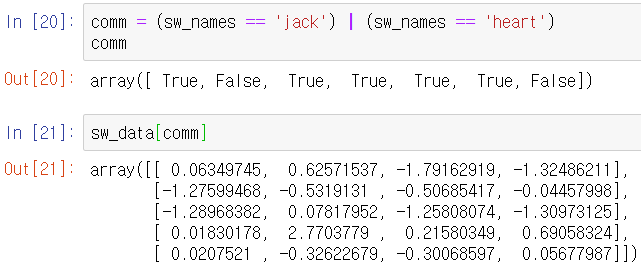 In [20]: comm = (sw_names == 'jack') | (sw_names == 'heart')
comm
Out[20]: array([ True, False,  True,  True,  True,  True, False])
In [21]: sw_data[comm]
Out[21]: array([[ 0.06349745,  0.62571537, -1.79162919, -1.32486211],
[-1.27599468, -0.5319131 , -0.50685417, -0.04457998],
[-1.28968382,  0.07817952, -1.25808074, -1.30973125],
[ 0.01830178,  2.7703779 ,  0.21580349,  0.69058324],
[ 0.0207521 , -0.32622679, -0.30068597,  0.05677987]])